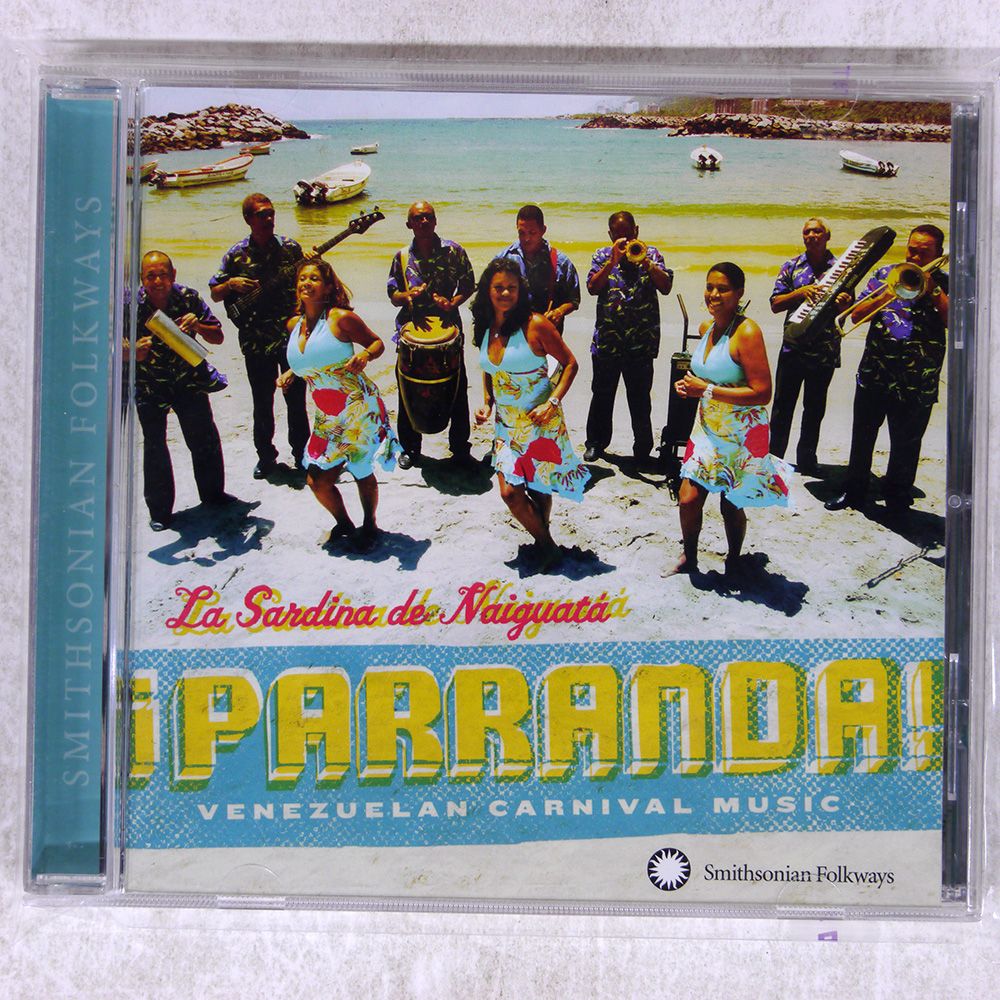 SMITHSONIAN FOLKWAYS
La Sardina de Naiguatá
¡PARRANDA!
VENEZUELAN CARNIVAL MUSIC
Smithsonian Folkways